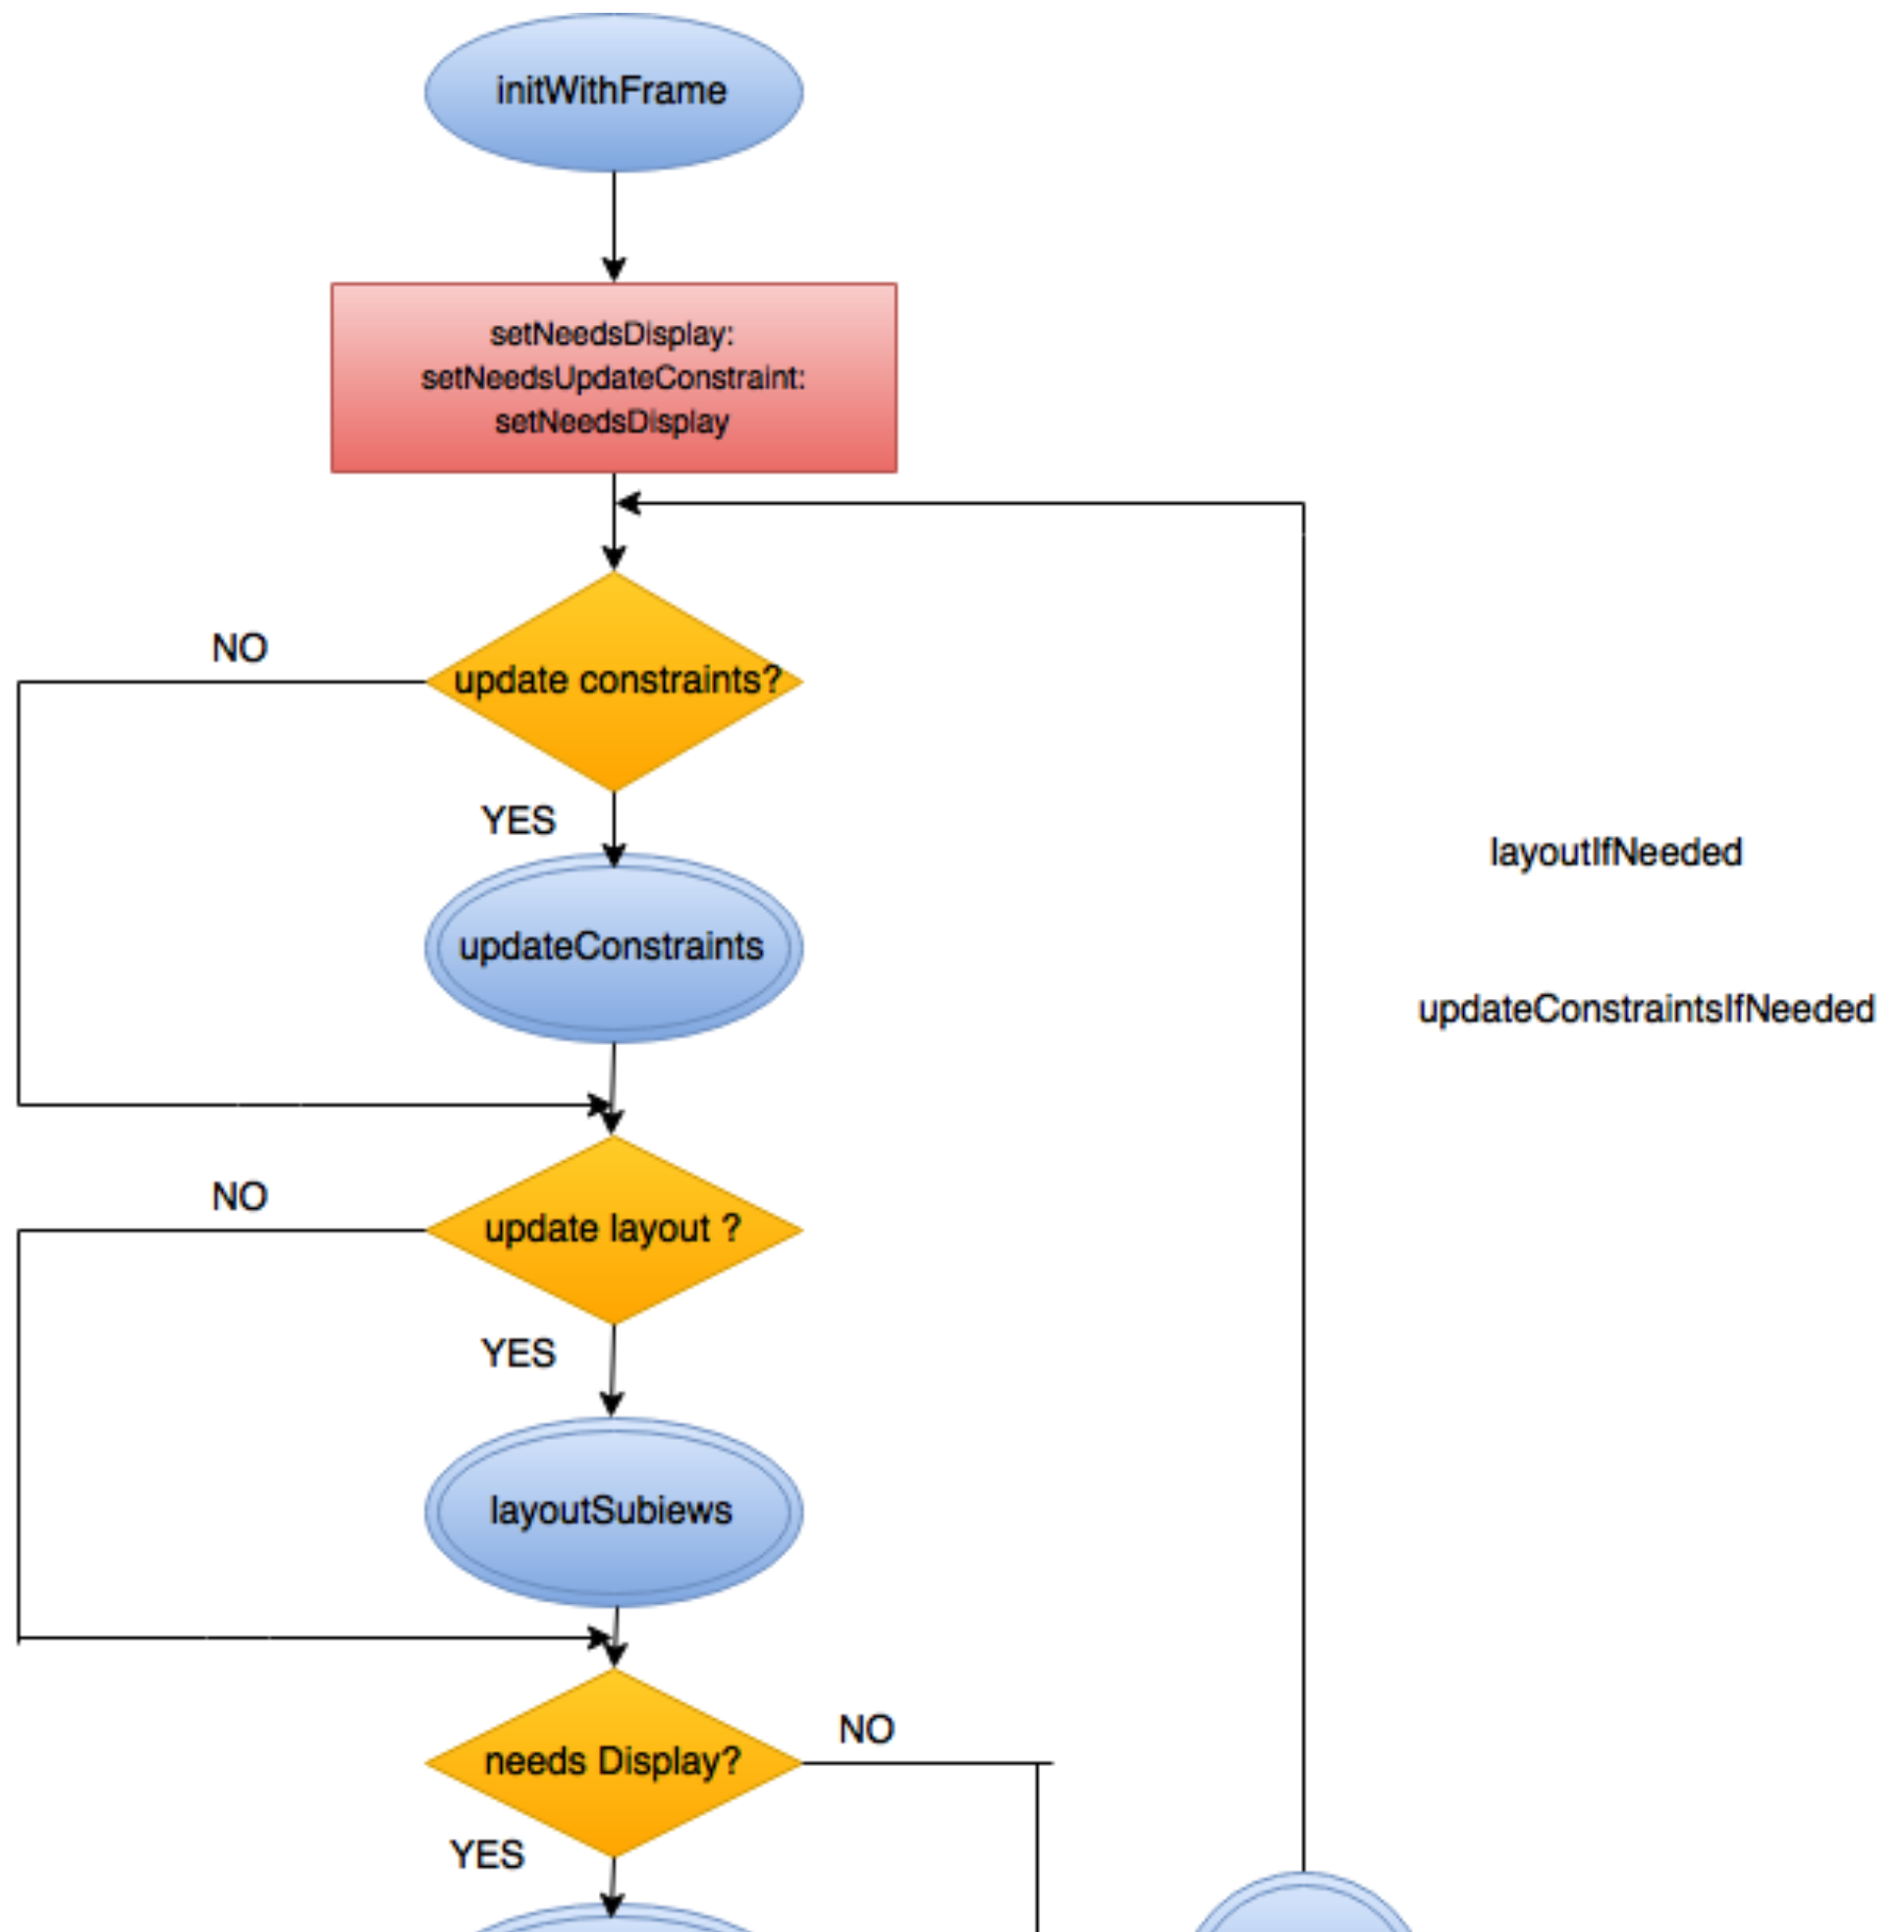 initWithFrame
setNeedsDisplay:
setNeedsUpdateConstraint:
setNeedsDisplay
NO
update constraints?
YES
layoutIfNeeded
updateConstraints
updateConstraintsIfNeeded
NO
update layout ?
YES
layoutSubiews
NO
needs Display?
YES